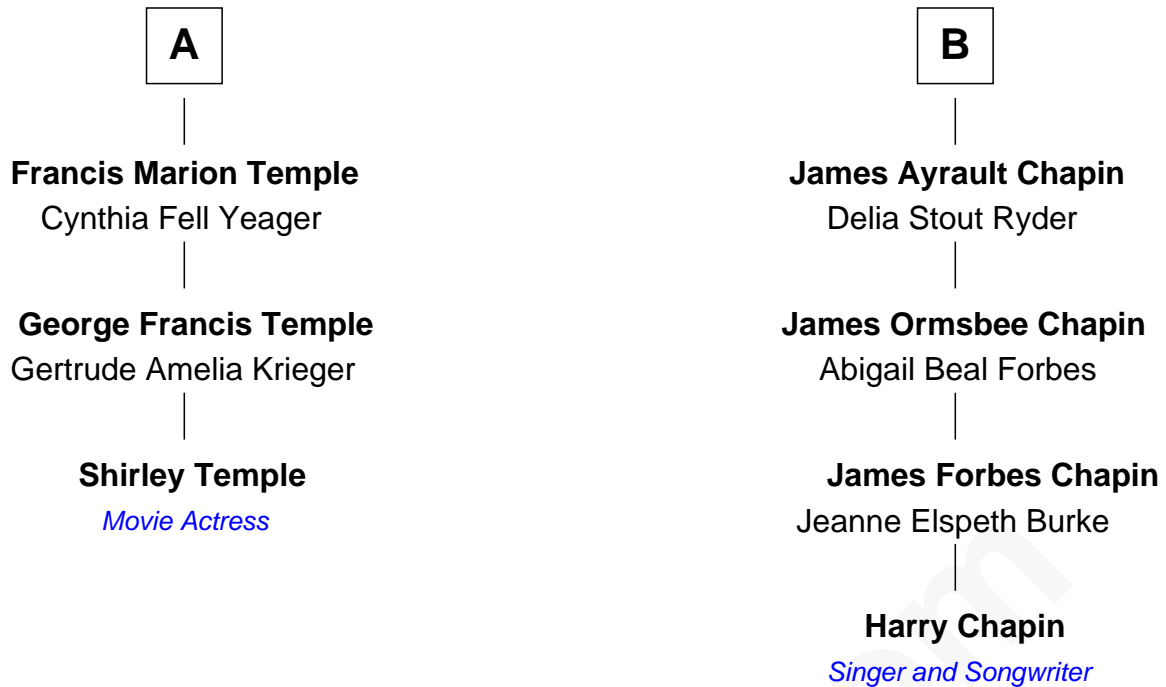 A
Francis Marion Temple
Cynthia Fell Yeager
George Francis Temple
Gertrude Amelia Krieger
Shirley Temple
Movie Actress
B
James Ayrault Chapin
Delia Stout Ryder
James Ormsbee Chapin
Abigail Beal Forbes
James Forbes Chapin
Jeanne Elspeth Burke
Harry Chapin
Singer and Songwriter